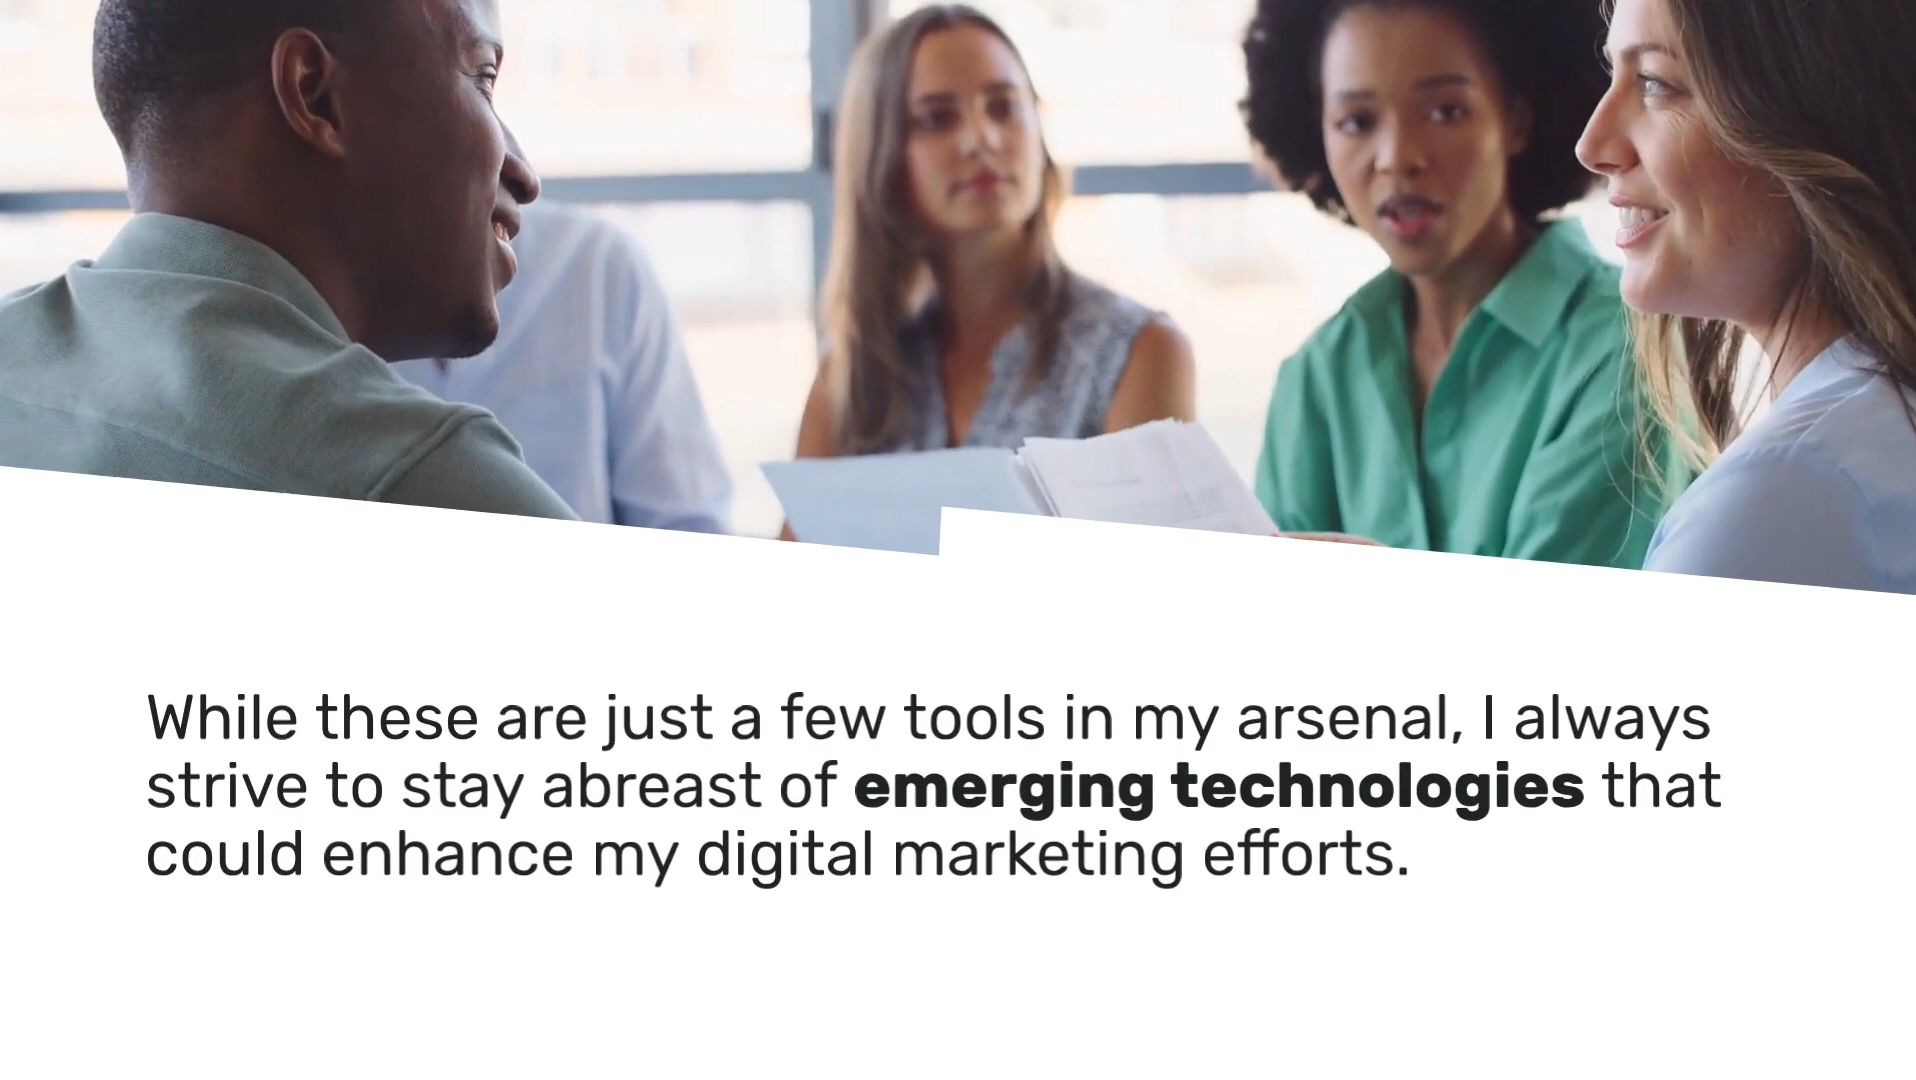 While these are just a few tools in my arsenal, I always
strive to stay abreast of emerging technologies that
could enhance my digital marketing efforts.